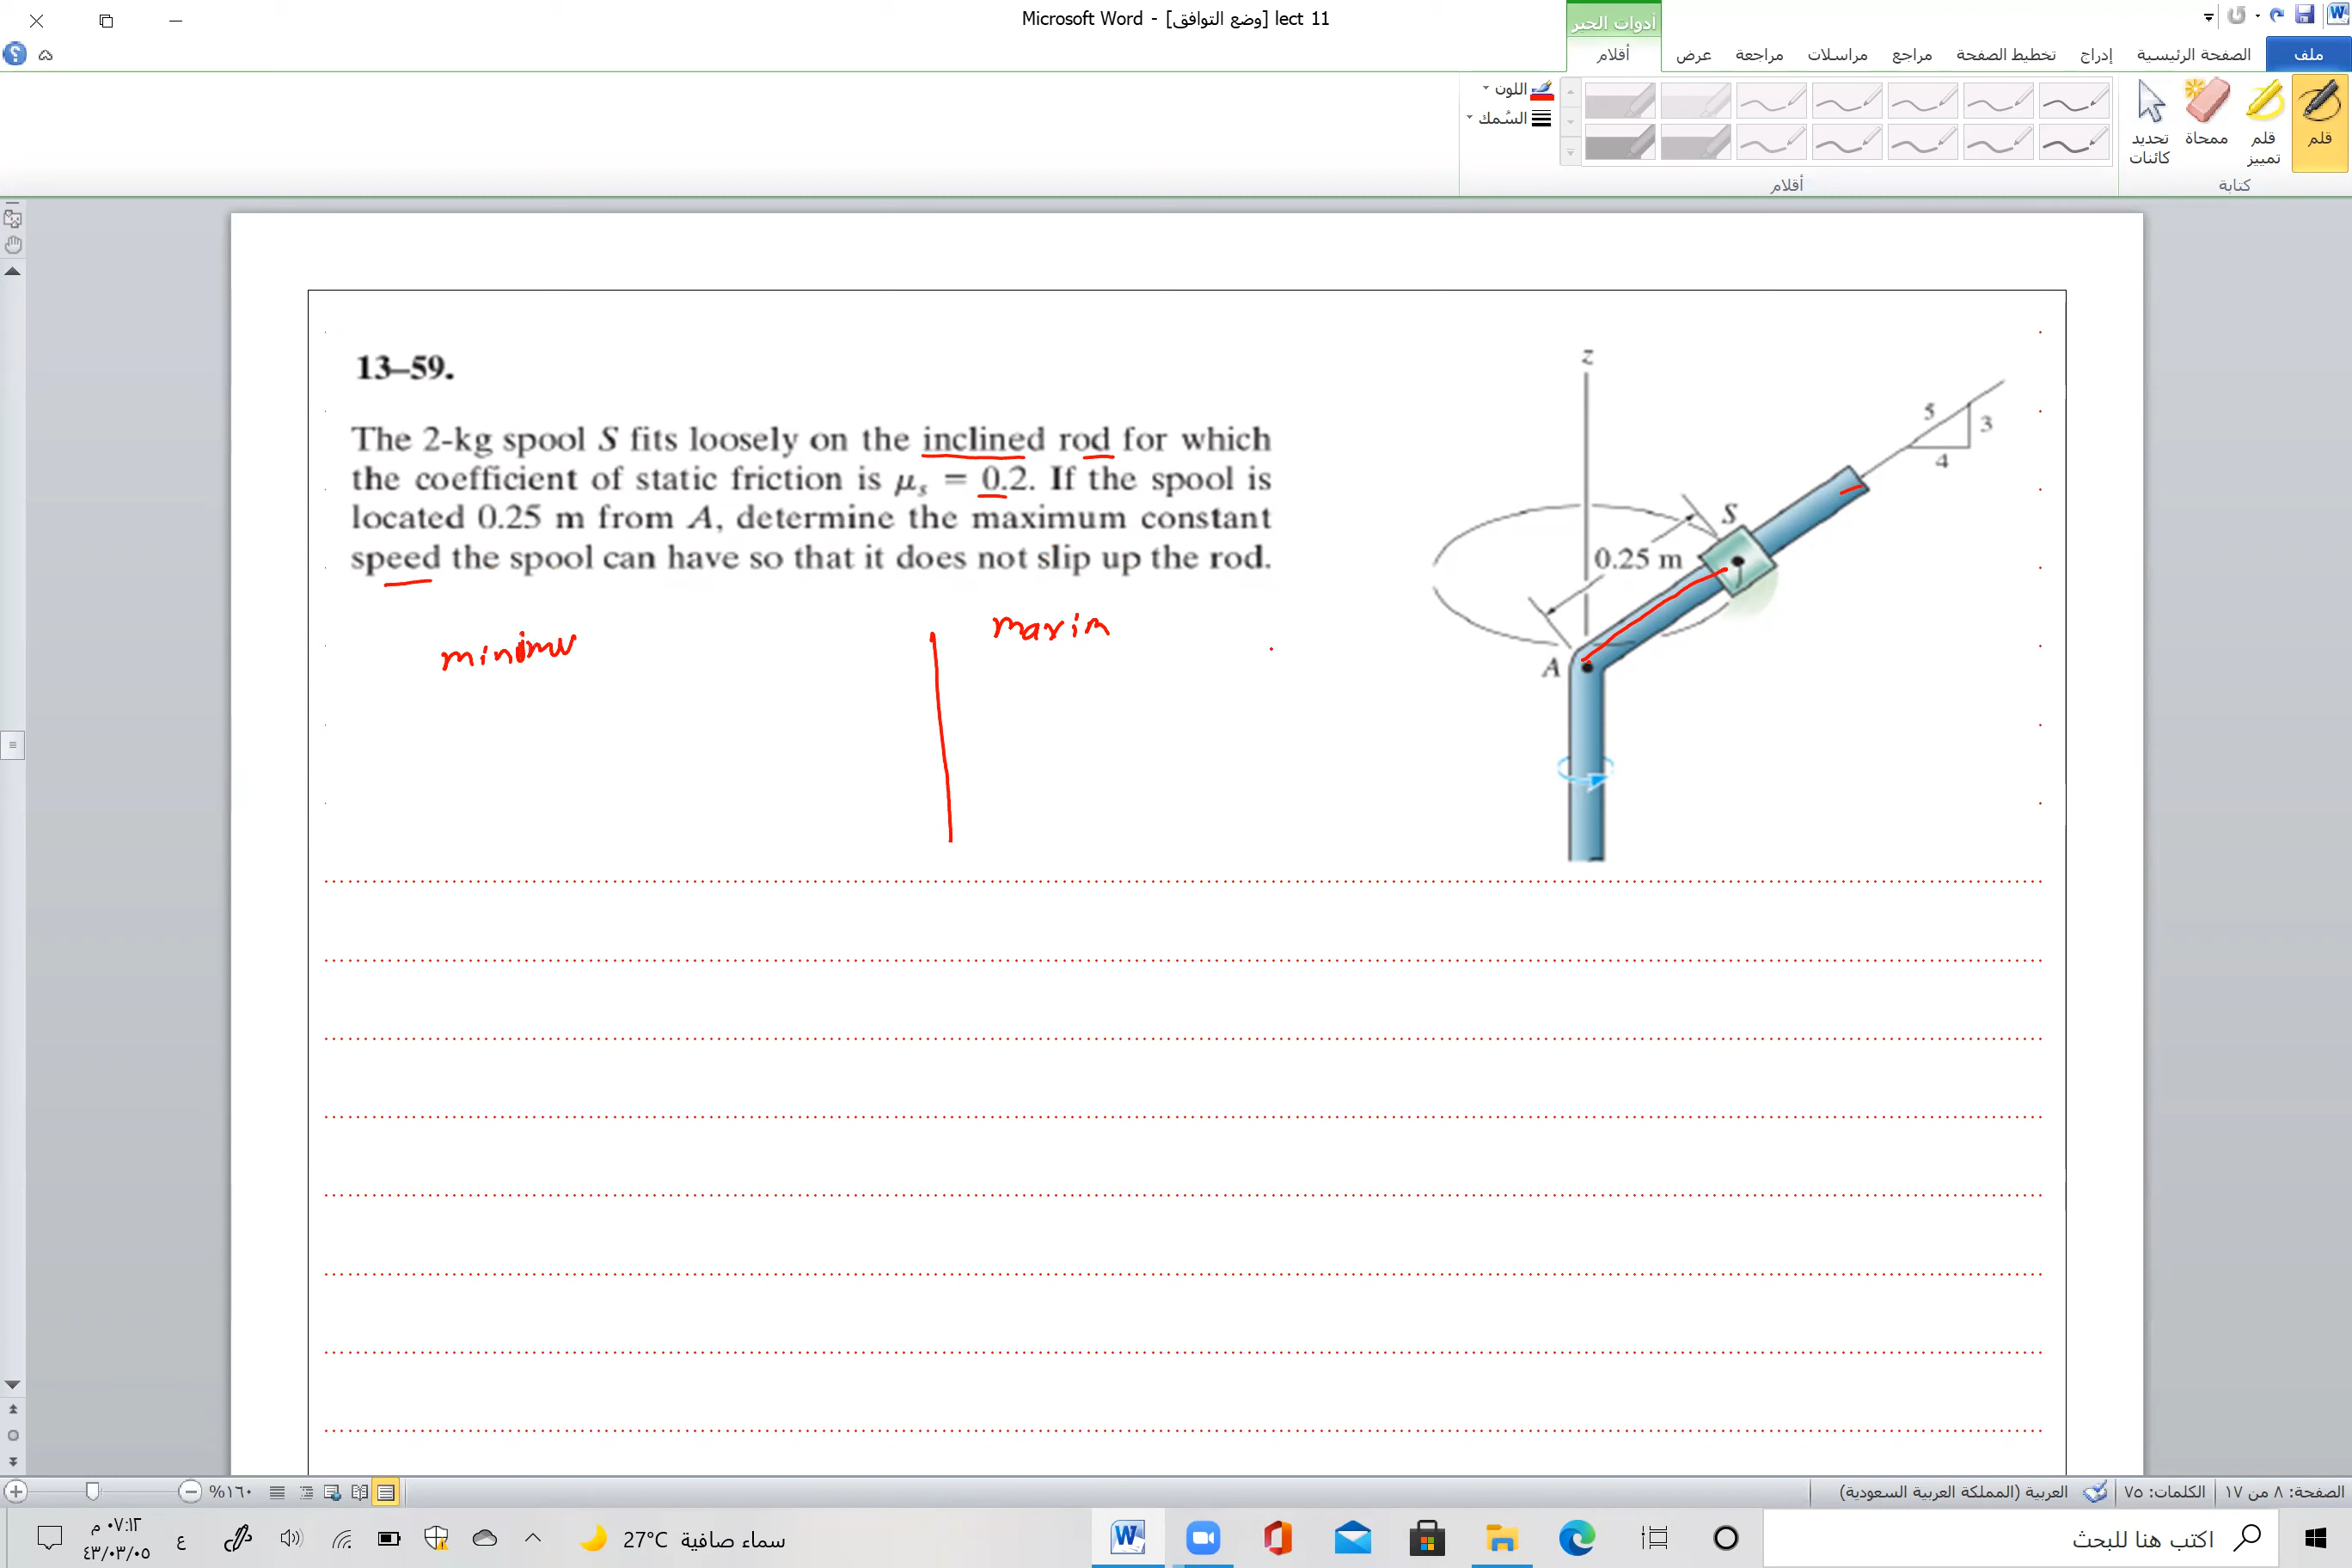 lect 11 [وضع التوافق] - Microsoft Word
أدوات الحبر
ملف
الصفحة الرئيسية
إدراج
تخطيط الصفحة
مراجع
مراسلات
مراجعة
عرض
أقلام
قلم
قلم تمييز
ممحاة
تحديد كائنات
اللون
السُمك
كتابة
أقلام
13–59.
The 2-kg spool S fits loosely on the inclined rod for which
the coefficient of static friction is μs = 0.2. If the spool is
located 0.25 m from A, determine the maximum constant
speed the spool can have so that it does not slip up the rod.
z
5
3
4
S
0.25 m
A
minimu
maxim
الصفحة: ٨ من ١٧
الكلمات: ٧٥
العربية (المملكة العربية السعودية)
%١٦٠
اكتب هنا للبحث
27°C سماء صافية
ع
٠٧:١٢ م
٤٣/٠٣/٠٥